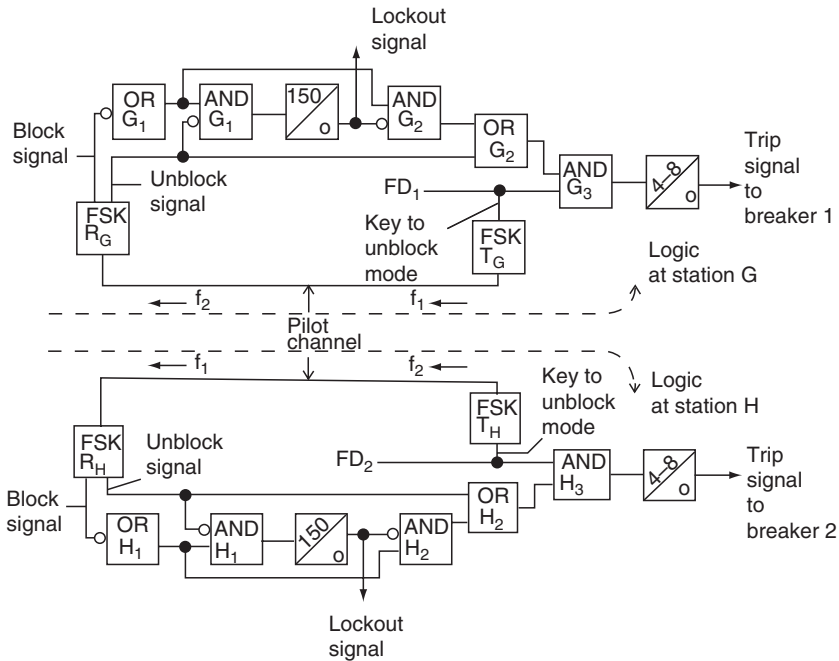 Lockout
signal
150
o
OR
G1
AND
G1
AND
G2
Block
signal
OR
G2
Unblock
signal
FD1
AND
G3
4–8
o
Trip
signal
to
breaker 1
FSK
RG
Key to
unblock
mode
FSK
TG
Logic
at station G
f2
f1
Pilot
channel
f1
f2
Key to
unblock
mode
Logic
at station H
FSK
TH
FSK
RH
Unblock
signal
FD2
AND
H3
4–8
o
Trip
signal
to
breaker 2
Block
signal
OR
H1
AND
H1
150
o
AND
H2
OR
H2
Lockout
signal